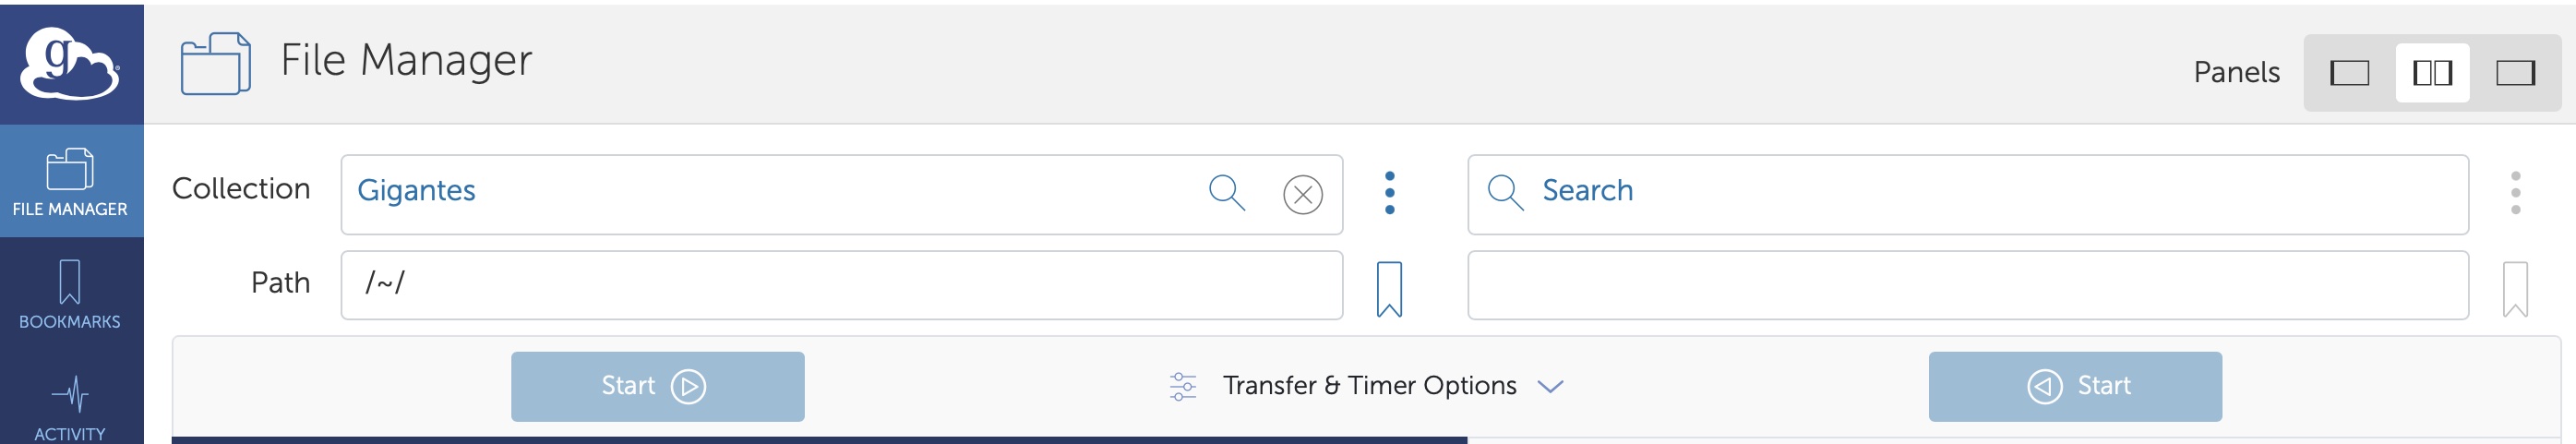 g
File Manager
Panels
FILE MANAGER
BOOKMARKS
ACTIVITY
Collection
Gigantes
Search
Path
/~/
Start
Transfer & Timer Options
Start